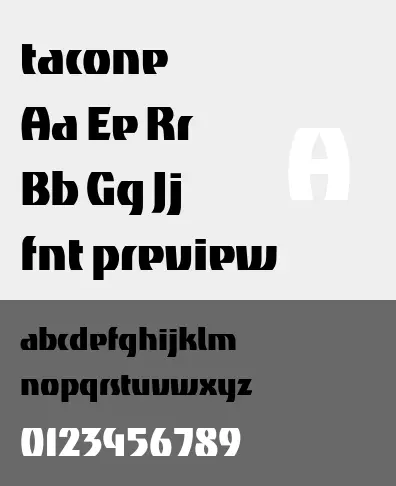 tacone
Aa Ee Rr
A
Bb Gg Jj
fnt preview
abcdefghijklm
nopqrstuvwxyz
0123456789